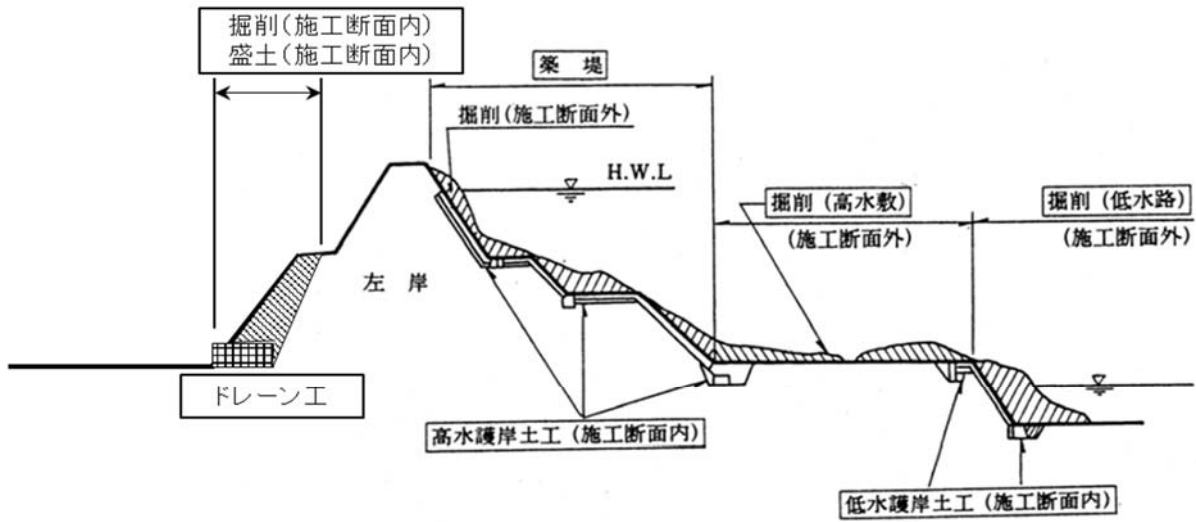 掘削(施工断面内)
盛土(施工断面内)
築 堤
掘削(施工断面外)
H.W.L
掘削(高水敷)
(施工断面外)
掘削(低水路)
(施工断面外)
左 岸
ドレーン工
高水護岸土工(施工断面内)
低水護岸土工(施工断面内)